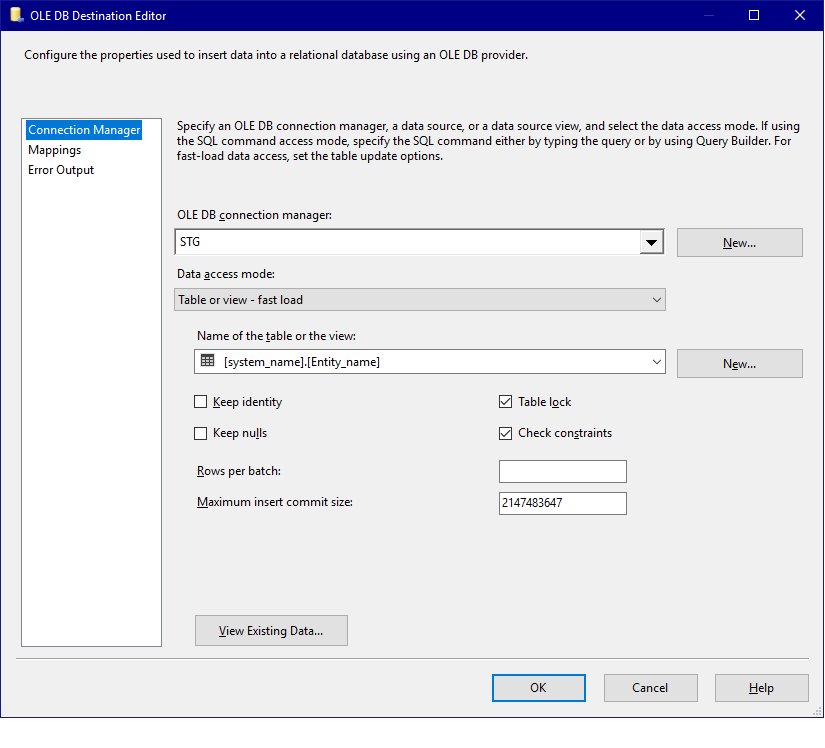 OLE DB Destination Editor
Configure the properties used to insert data into a relational database using an OLE DB provider.
Connection Manager
Mappings
Error Output
Specify an OLE DB connection manager, a data source, or a data source view, and select the data access mode. If using
the SQL command access mode, specify the SQL command either by typing the query or by using Query Builder. For
fast-load data access, set the table update options.
OLE DB connection manager:
STG
New...
Data access mode:
Table or view - fast load
Name of the table or the view:
[system_name].[Entity_name]
New...
Keep identity
Table lock
Keep nulls
Check constraints
Rows per batch:
Maximum insert commit size:
2147483647
View Existing Data...
OK
Cancel
Help